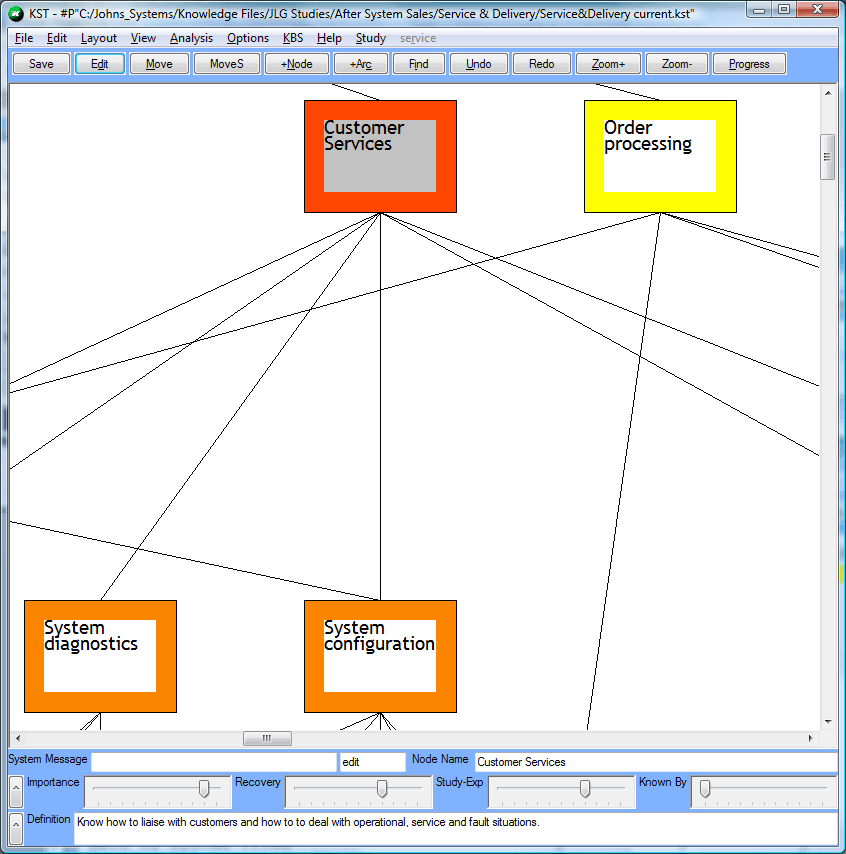 KST - #P"C:/Johns_Systems/Knowledge Files/JLG Studies/After System Sales/Service & Delivery/Service&Delivery current.kst"
File Edit Layout View Analysis Options KBS Help Study service
Save Edit Move MoveS +Node +Arc Find Undo Redo Zoom+ Zoom- Progress
Customer
Services
Order
processing
System
diagnostics
System
configuration
System Message edit Node Name Customer Services
Importance Recovery Study-Exp Known By
Definition Know how to liaise with customers and how to to deal with operational, service and fault situations.